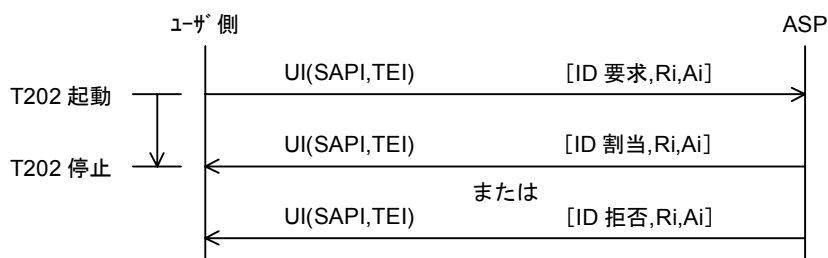 ﾕｰｻﾞ側 ASP
UI(SAPI,TEI) [ID 要求,Ri,Ai]
T202 起動
UI(SAPI,TEI) [ID 割当,Ri,Ai]
T202 停止
または
UI(SAPI,TEI) [ID 拒否,Ri,Ai]